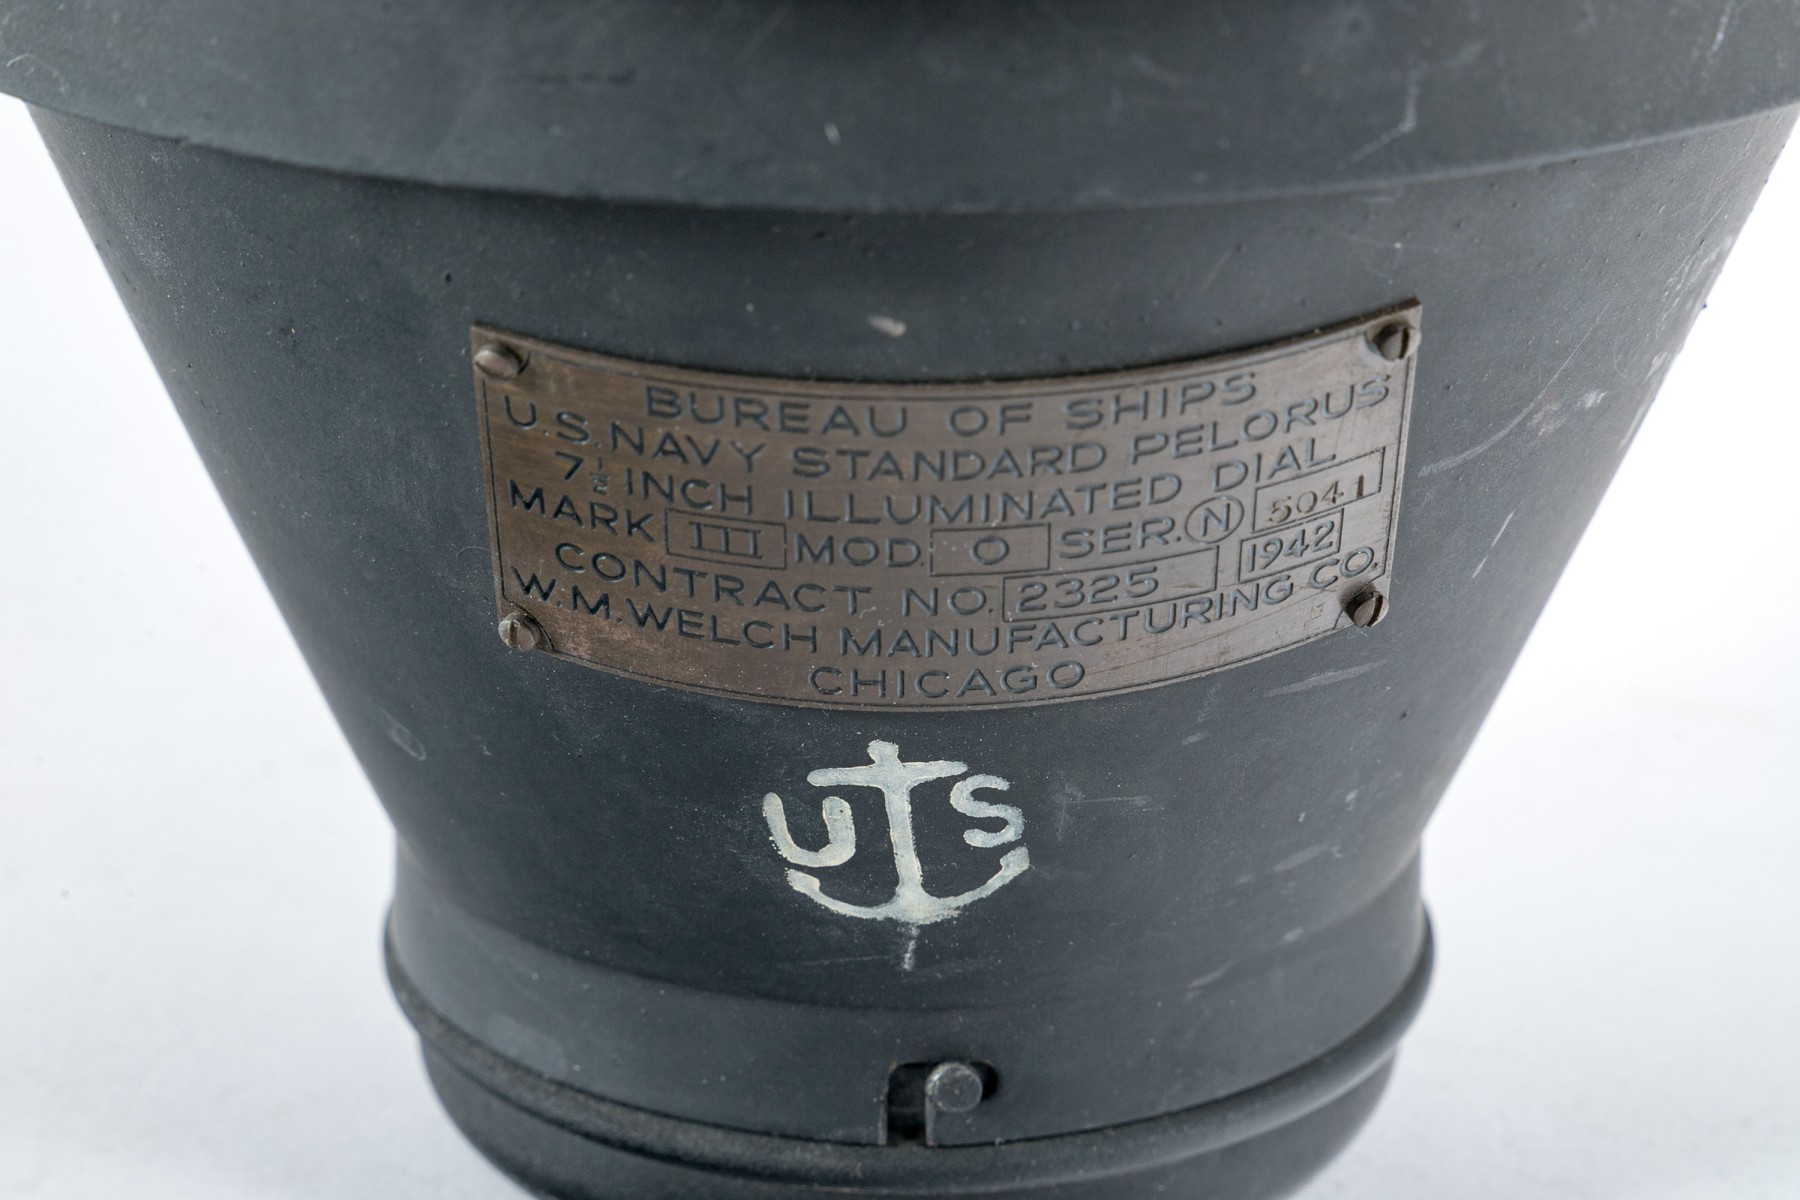 BUREAU OF SHIPS
U.S. NAVY STANDARD PELORUS
7½ INCH ILLUMINATED DIAL
MARK III MOD. O SER. N 5041
CONTRACT NO. 2325 1942
W.M. WELCH MANUFACTURING CO.
CHICAGO
U S